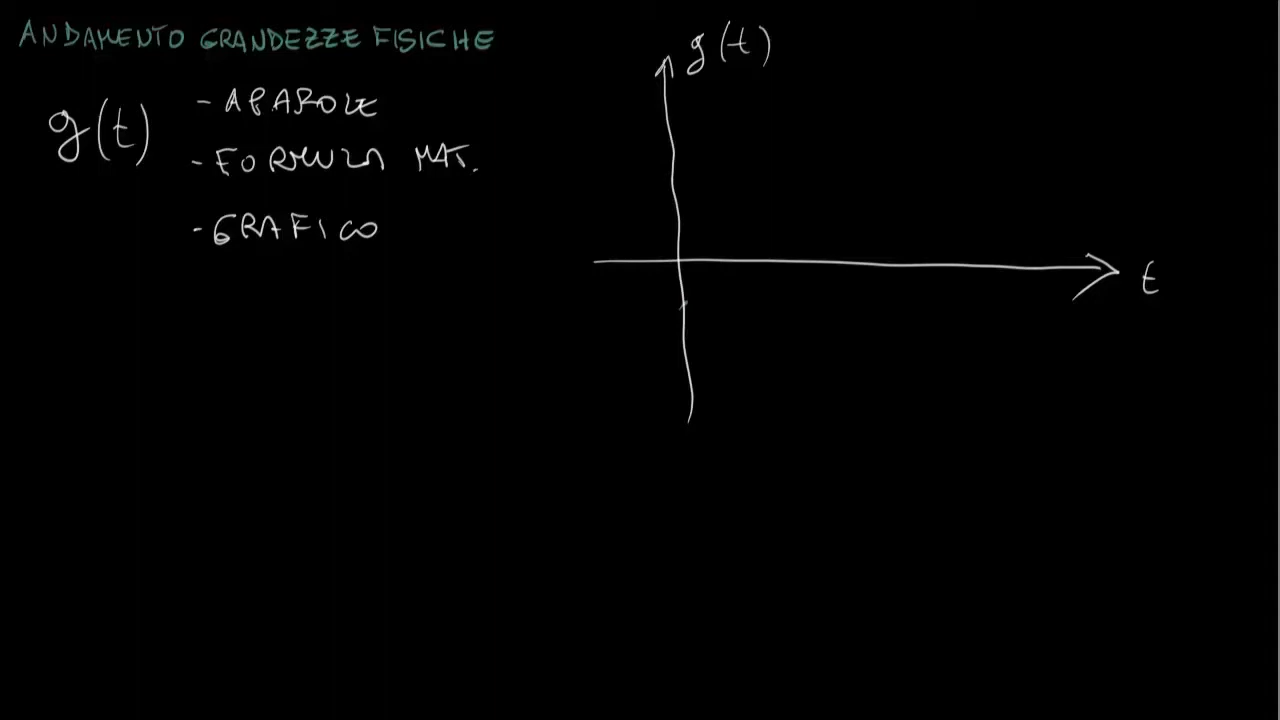 ANDAMENTO GRANDEZZE FISICHE
g(t)
- A PAROLE
- FORMULA MAT.
- GRAFICO
g(t)
t